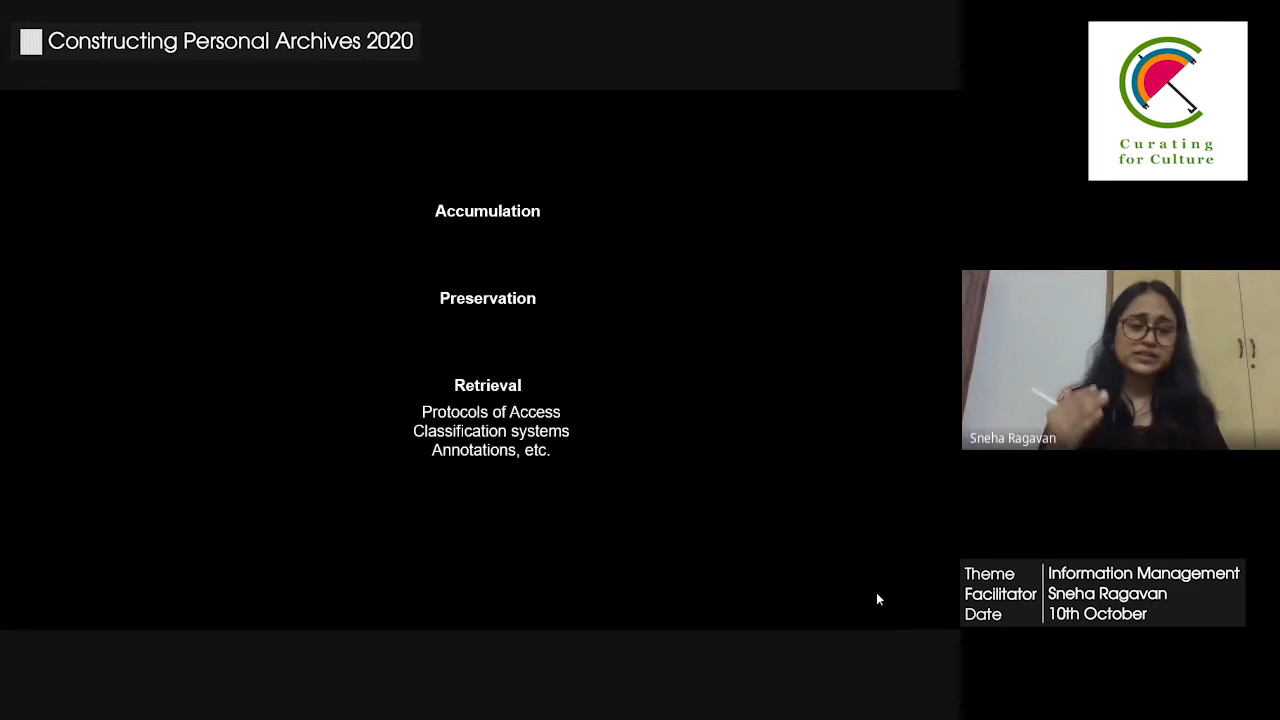 Constructing Personal Archives 2020
Curating
for Culture
Accumulation
Preservation
Retrieval
Protocols of Access
Classification systems
Annotations, etc.
Sneha Ragavan
Theme Information Management
Facilitator Sneha Ragavan
Date 10th October